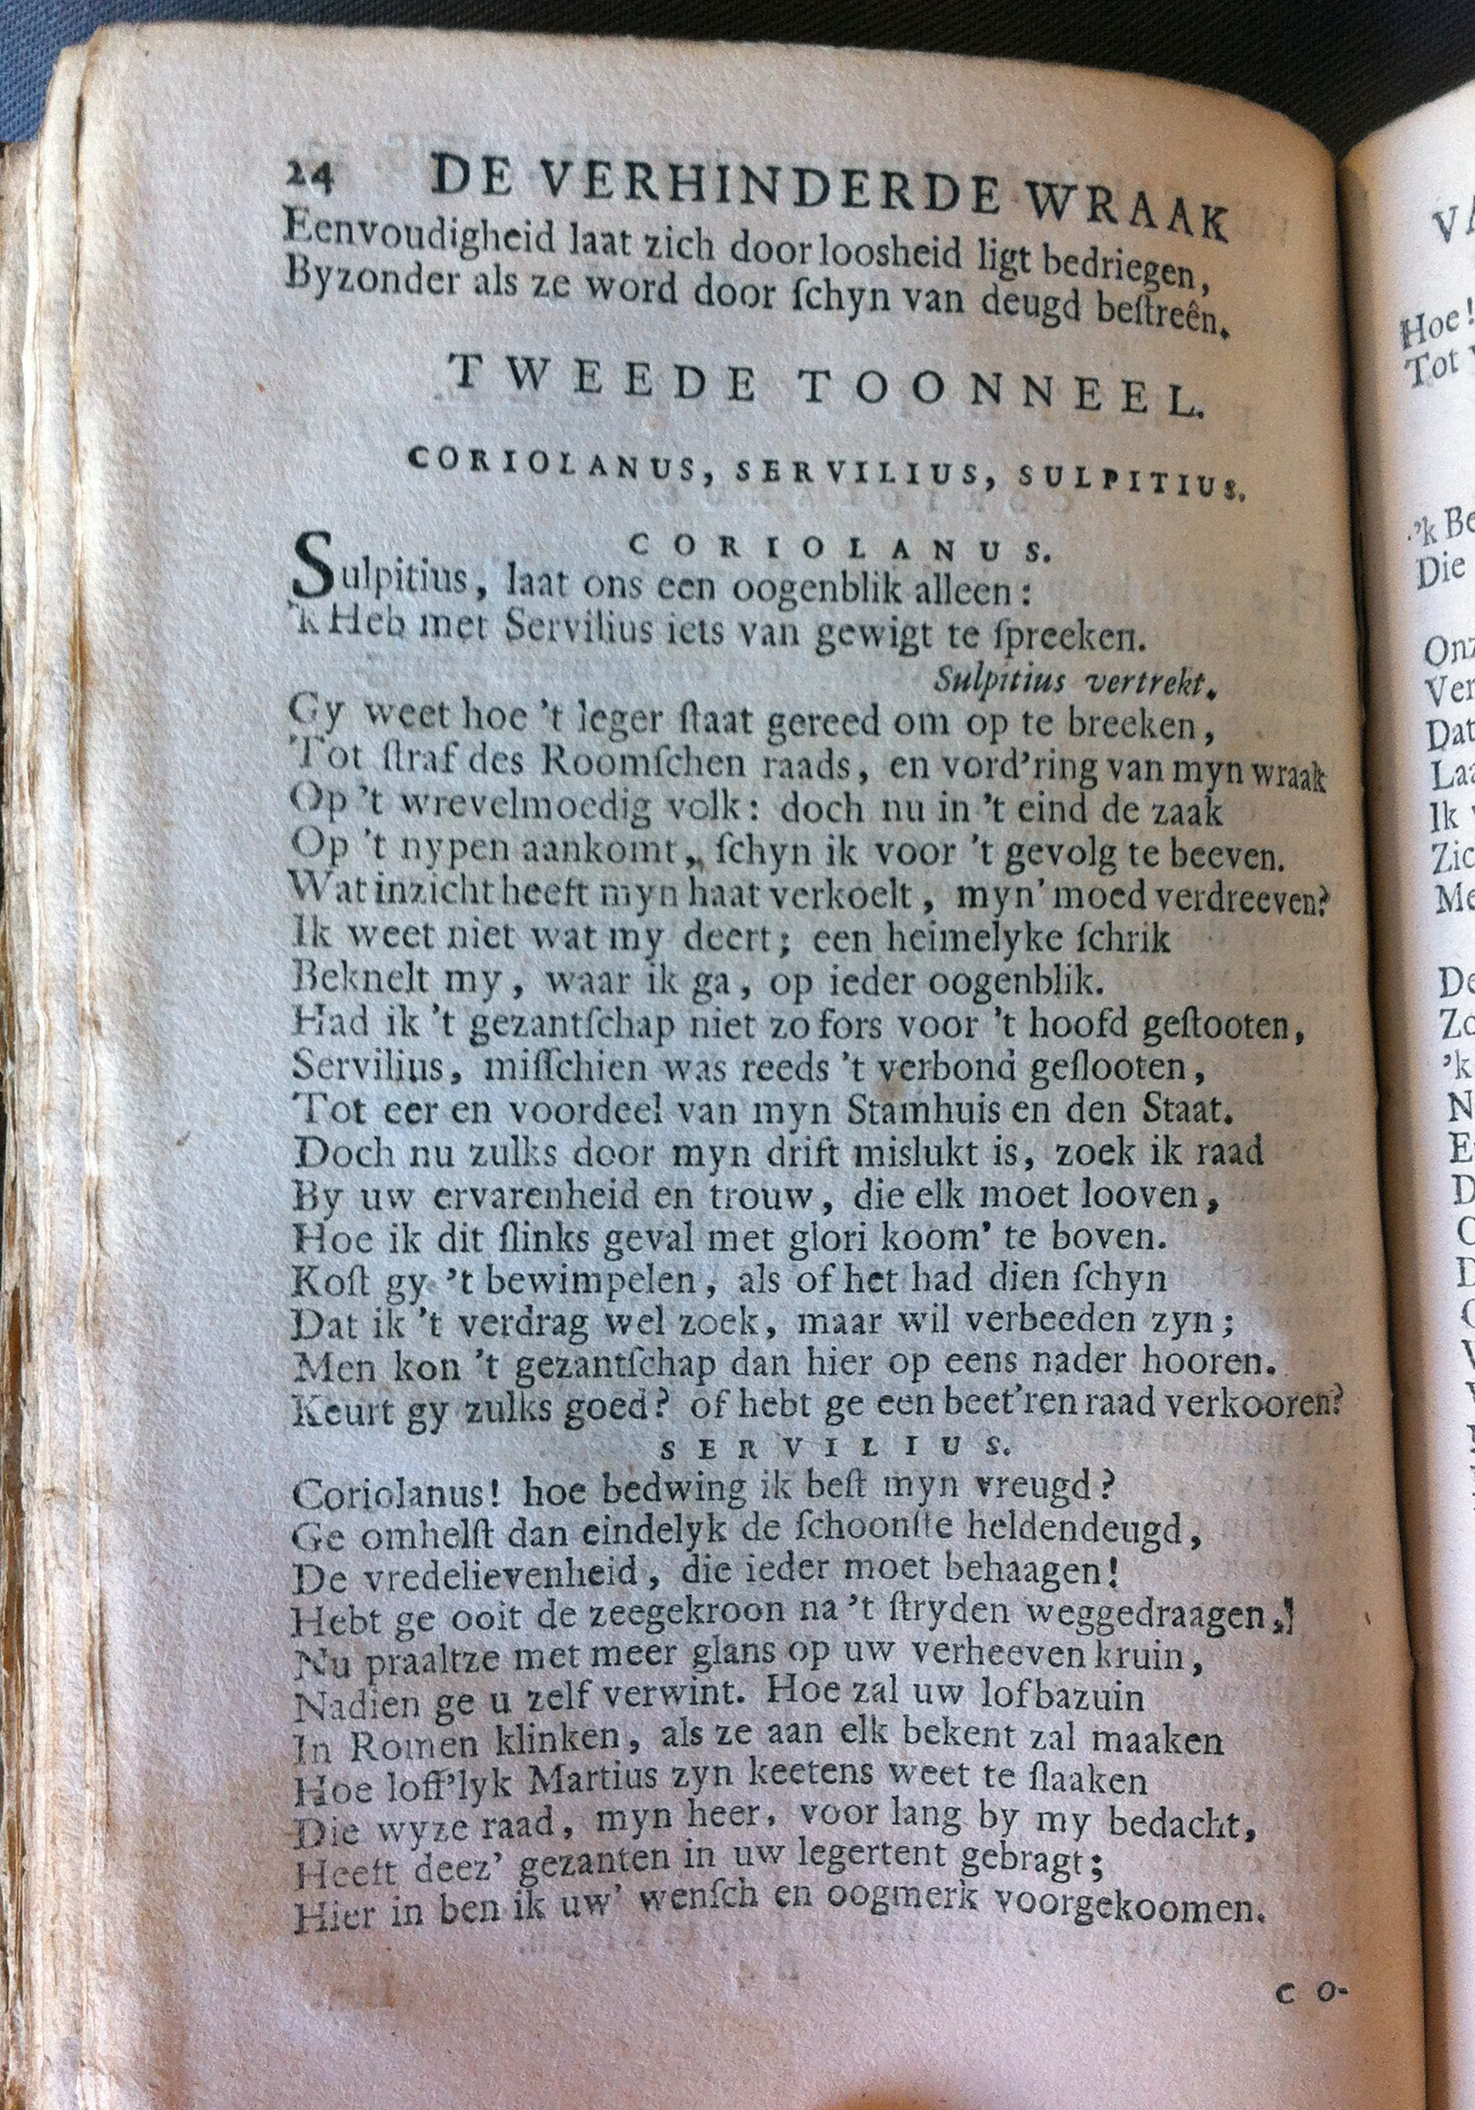 24 DE VERHINDERDE WRAAK
Eenvoudigheid laat zich door loosheid ligt bedriegen,
Byzonder als ze word door ſchyn van deugd beſtreên.
TWEEDE TOONNEEL.
CORIOLANUS, SERVILIUS, SULPITIUS.
CORIOLANUS.
Sulpitius, laat ons een oogenblik alleen:
'k Heb met Servilius iets van gewigt te ſpreeken.
Sulpitius vertrekt.
Gy weet hoe 't leger ſtaat gereed om op te breeken,
Tot ſtraf des Roomſchen raads, en vord'ring van myn wraak
Op 't wrevelmoedig volk: doch nu in 't eind de zaak
Op 't nypen aankomt, ſchyn ik voor 't gevolg te beeven.
Wat inzicht heeft myn haat verkoelt, myn' moed verdreeven?
Ik weet niet wat my deert; een heimelyke ſchrik
Beknelt my, waar ik ga, op ieder oogenblik.
Had ik 't gezantſchap niet zo fors voor 't hoofd geſtooten,
Servilius, miſſchien was reeds 't verbond geſlooten,
Tot eer en voordeel van myn Stamhuis en den Staat.
Doch nu zulks door myn drift mislukt is, zoek ik raad
By uw ervarenheid en trouw, die elk moet looven,
Hoe ik dit ſlinks geval met glori koom' te boven.
Koſt gy 't bewimpelen, als of het had dien ſchyn
Dat ik 't verdrag wel zoek, maar wil verbeeden zyn;
Men kon 't gezantſchap dan hier op eens nader hooren.
Keurt gy zulks goed? of hebt ge een beet'ren raad verkooren?
SERVILIUS.
Coriolanus! hoe bedwing ik beſt myn vreugd?
Ge omhelſt dan eindelyk de ſchoonſte heldendeugd,
De vredelievenheid, die ieder moet behaagen!
Hebt ge ooit de zeegekroon na 't ſtryden weggedraagen,
Nu praaltze met meer glans op uw verheeven kruin,
Nadien ge u zelf verwint. Hoe zal uw lofbazuin
In Romen klinken, als ze aan elk bekent zal maaken
Hoe loff'lyk Martius zyn keetens weet te ſlaaken
Die wyze raad, myn heer, voor lang by my bedacht,
Heeft deez' gezanten in uw legertent gebragt;
Hier in ben ik uw' wenſch en oogmerk voorgekoomen.
CO-
VA
Hoe!
Tot
'k Be
Die
Onz
Ver
Dat
Laa
Ik
Zic
Me
De
Zo
'k
N